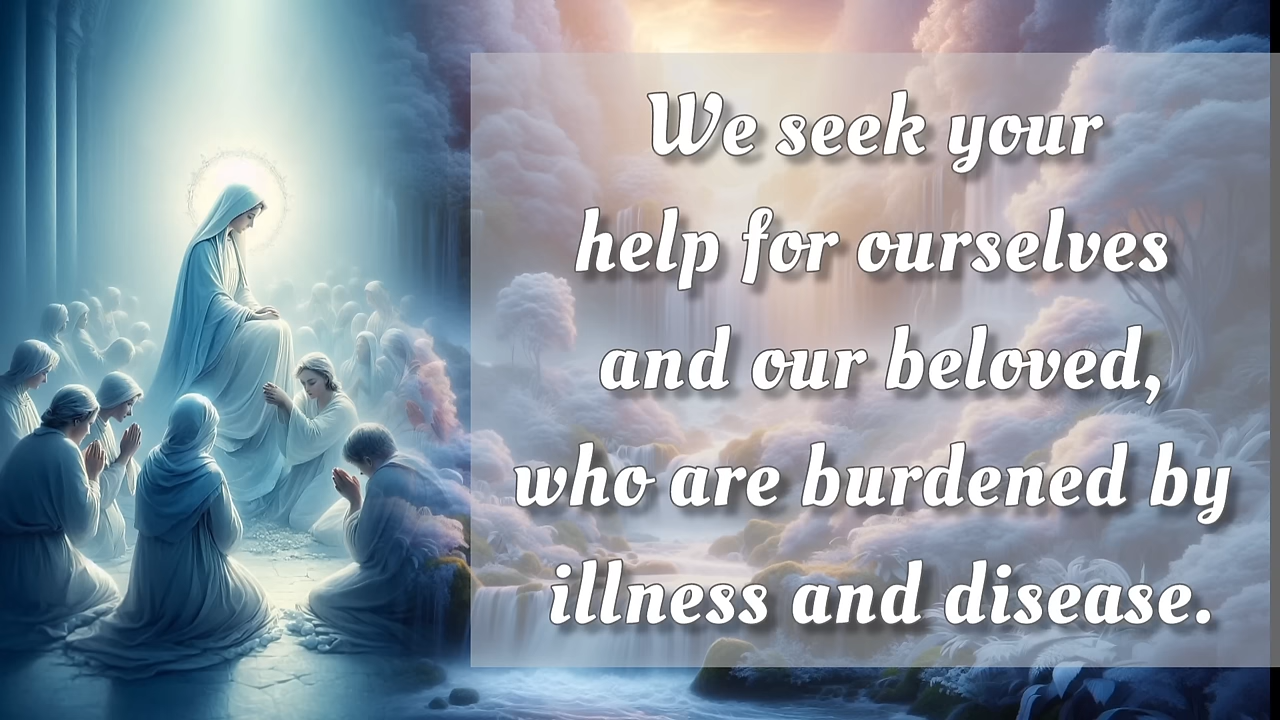 We seek your
help for ourselves
and our beloved,
who are burdened by
illness and disease.